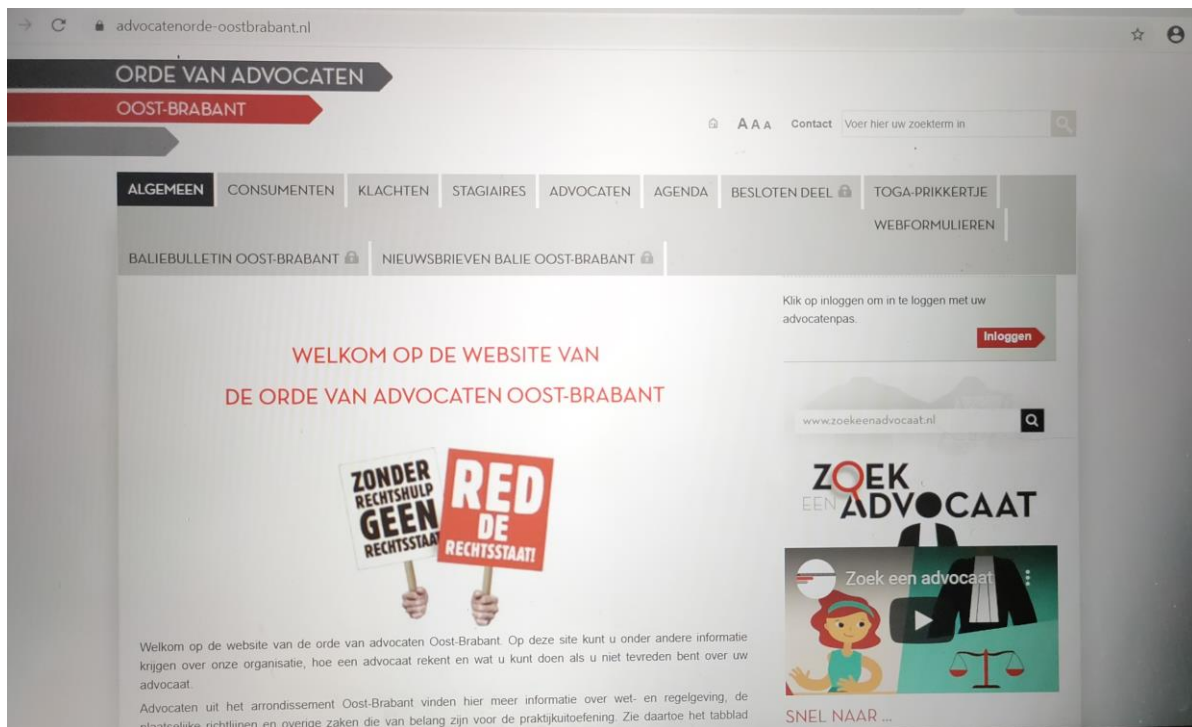 advocatenorde-oostbrabant.nl
ORDE VAN ADVOCATEN
OOST-BRABANT
A A A Contact Voer hier uw zoekterm in
ALGEMEEN CONSUMENTEN KLACHTEN STAGIAIRES ADVOCATEN AGENDA BESLOTEN DEEL TOGA-PRIKKERTJE
WEBFORMULIEREN
BALIEBULLETIN OOST-BRABANT NIEUWSBRIEVEN BALIE OOST-BRABANT
Klik op inloggen om in te loggen met uw
advocatenpas.
Inloggen
WELKOM OP DE WEBSITE VAN
DE ORDE VAN ADVOCATEN OOST-BRABANT
www.zoekeenadvocaat.nl
ZONDER
RECHTSHULP
GEEN
RECHTSSTAAT
RED
DE
RECHTSSTAAT!
ZOEK
EEN ADVOCAAT
Zoek een advocaat
Welkom op de website van de orde van advocaten Oost-Brabant. Op deze site kunt u onder andere informatie
krijgen over onze organisatie, hoe een advocaat rekent en wat u kunt doen als u niet tevreden bent over uw
advocaat.
Advocaten uit het arrondissement Oost-Brabant vinden hier meer informatie over wet- en regelgeving, de
plaatselijke richtlijnen en overige zaken die van belang zijn voor de praktijkuitoefening. Zie daartoe het tabblad
SNEL NAAR ...